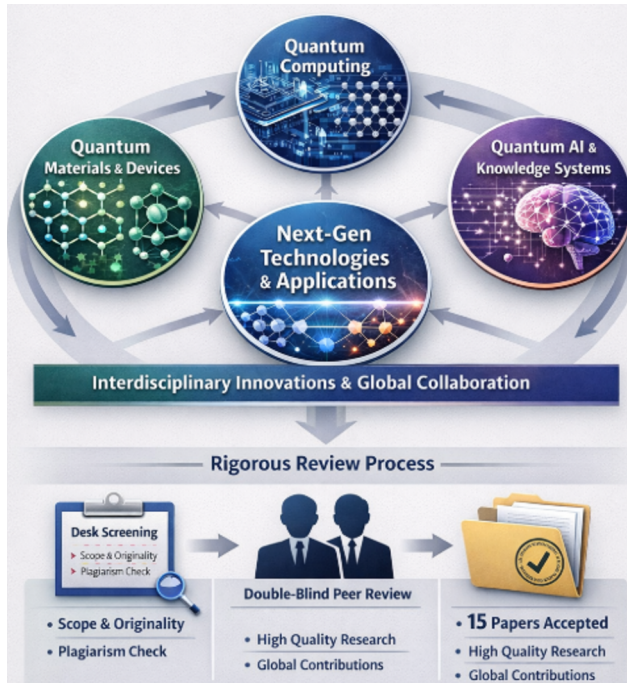 Quantum
Computing
Quantum
Materials & Devices
Quantum AI &
Knowledge Systems
Next-Gen
Technologies
& Applications
Interdisciplinary Innovations & Global Collaboration
Rigorous Review Process
Desk Screening
Scope & Originality
Plagiarism Check
Double-Blind Peer Review
• Scope & Originality
• Plagiarism Check
• High Quality Research
• Global Contributions
• 15 Papers Accepted
• High Quality Research
• Global Contributions